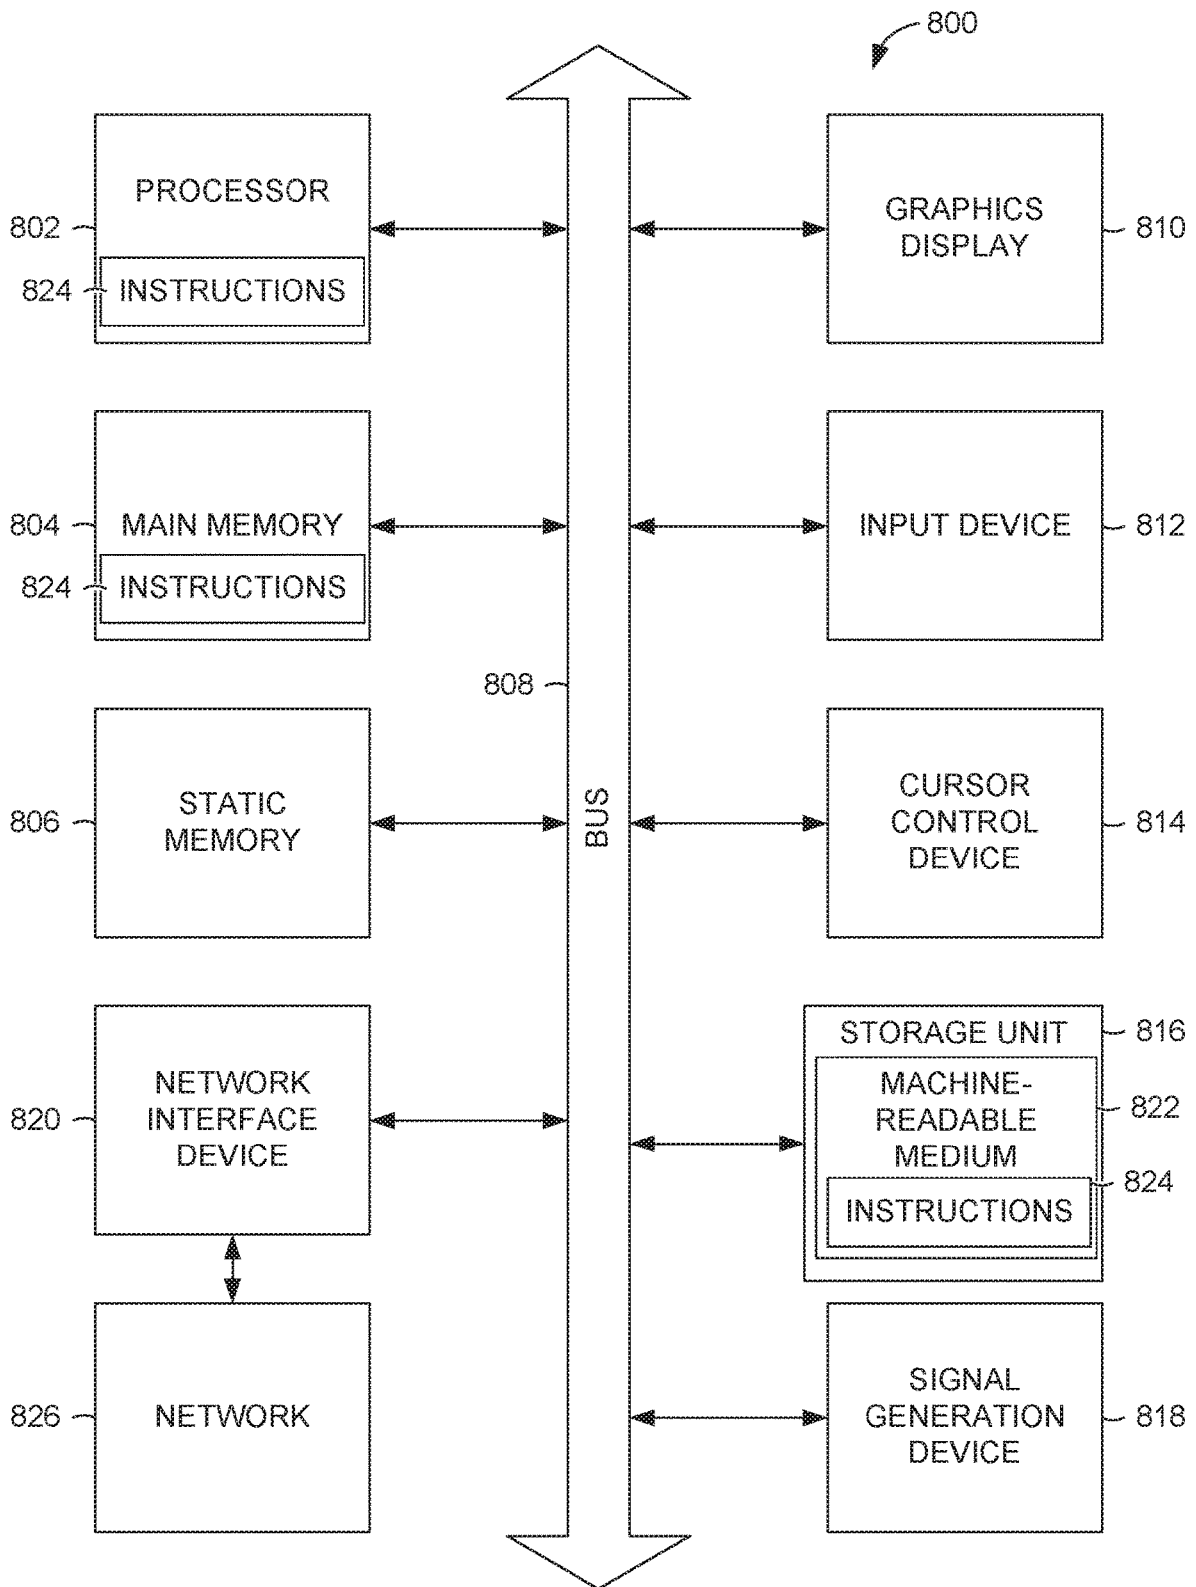 800
PROCESSOR
802
824
INSTRUCTIONS
GRAPHICS
DISPLAY
810
804
MAIN MEMORY
824
INSTRUCTIONS
INPUT DEVICE
812
808
BUS
806
STATIC
MEMORY
CURSOR
CONTROL
DEVICE
814
820
NETWORK
INTERFACE
DEVICE
STORAGE UNIT
816
MACHINE-
READABLE
MEDIUM
822
824
INSTRUCTIONS
826
NETWORK
SIGNAL
GENERATION
DEVICE
818